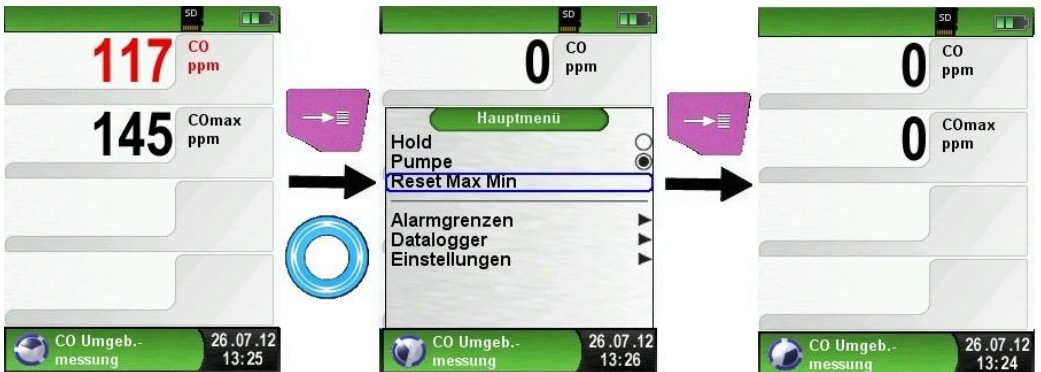 SD
117 CO
ppm
145 COmax
ppm
CO Umgeb.-
messung
26.07.12
13:25
SD
0 CO
ppm
Hauptmenü
Hold
Pumpe
Reset Max Min
Alarmgrenzen
Datalogger
Einstellungen
CO Umgeb.-
messung
26.07.12
13:26
SD
0 CO
ppm
0 COmax
ppm
CO Umgeb.-
messung
26.07.12
13:24